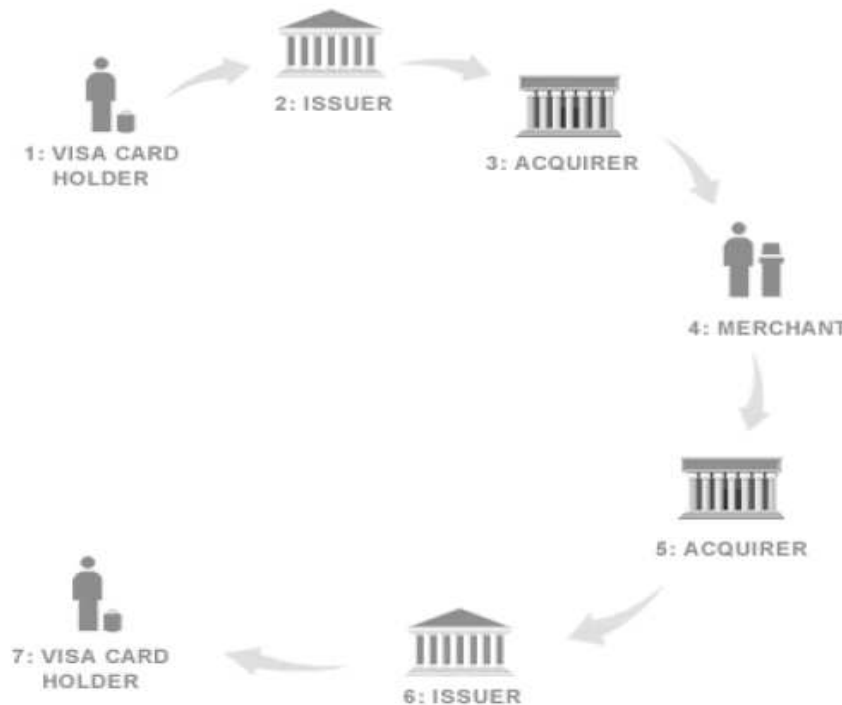 2: ISSUER
1: VISA CARD
HOLDER
3: ACQUIRER
4: MERCHANT
5: ACQUIRER
7: VISA CARD
HOLDER
6: ISSUER